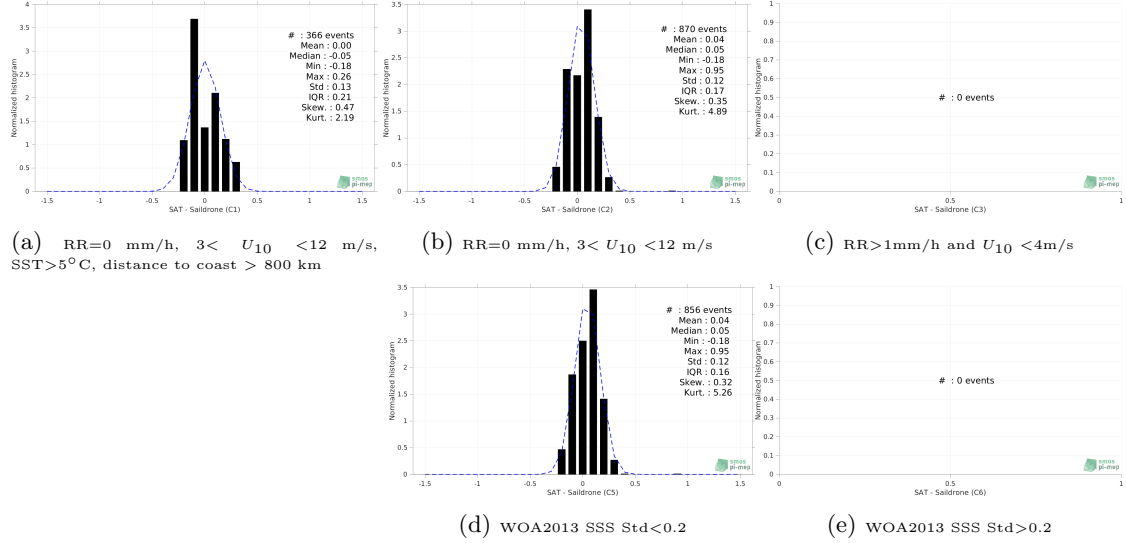 4
3.5
3
2.5
2
1.5
1
0.5
0
-1.5
-1
-0.5
0
0.5
1
1.5
Normalized histogram
SAT - Saildrone (C1)
# : 366 events
Mean : 0.00
Median : -0.05
Min : -0.18
Max : 0.26
Std : 0.13
IQR : 0.21
Skew. : 0.47
Kurt. : 2.19
smos
pi-mep
3.5
3
2.5
2
1.5
1
0.5
0
-1.5
-1
-0.5
0
0.5
1
1.5
Normalized histogram
SAT - Saildrone (C2)
# : 870 events
Mean : 0.04
Median : 0.05
Min : -0.18
Max : 0.95
Std : 0.12
IQR : 0.17
Skew. : 0.35
Kurt. : 4.89
smos
pi-mep
1
0.9
0.8
0.7
0.6
0.5
0.4
0.3
0.2
0.1
0
0
0.5
1
Normalized histogram
SAT - Saildrone (C3)
# : 0 events
smos
pi-mep
(a) RR=0 mm/h, 3< U10 <12 m/s,
SST>5°C, distance to coast > 800 km
(b) RR=0 mm/h, 3< U10 <12 m/s
(c) RR>1mm/h and U10 <4m/s
3.5
3
2.5
2
1.5
1
0.5
0
-1.5
-1
-0.5
0
0.5
1
1.5
Normalized histogram
SAT - Saildrone (C5)
# : 856 events
Mean : 0.04
Median : 0.05
Min : -0.18
Max : 0.95
Std : 0.12
IQR : 0.16
Skew. : 0.32
Kurt. : 5.26
smos
pi-mep
1
0.9
0.8
0.7
0.6
0.5
0.4
0.3
0.2
0.1
0
0
0.5
1
Normalized histogram
SAT - Saildrone (C6)
# : 0 events
smos
pi-mep
(d) WOA2013 SSS Std<0.2
(e) WOA2013 SSS Std>0.2